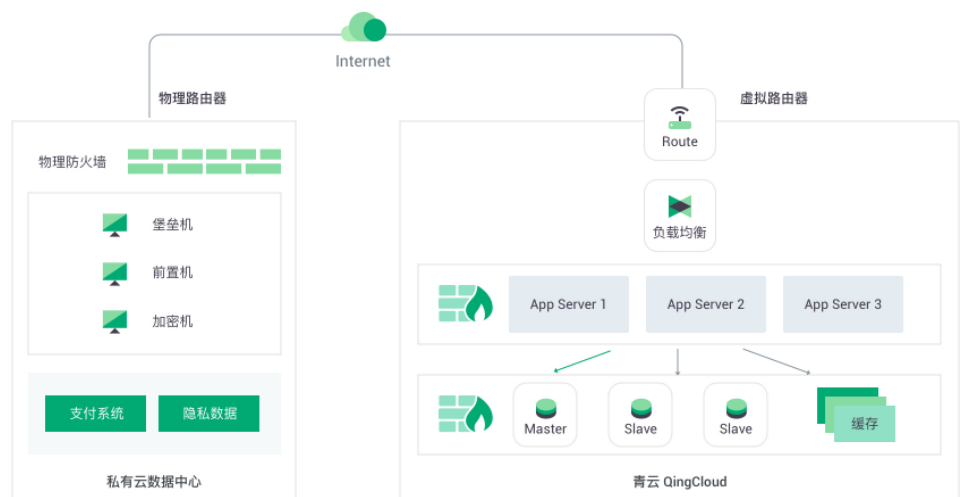 Internet
物理路由器
虚拟路由器
Route
物理防火墙
负载均衡
堡垒机
前置机
加密机
App Server 1
App Server 2
App Server 3
支付系统
隐私数据
Master
Slave
Slave
缓存
私有云数据中心
青云 QingCloud